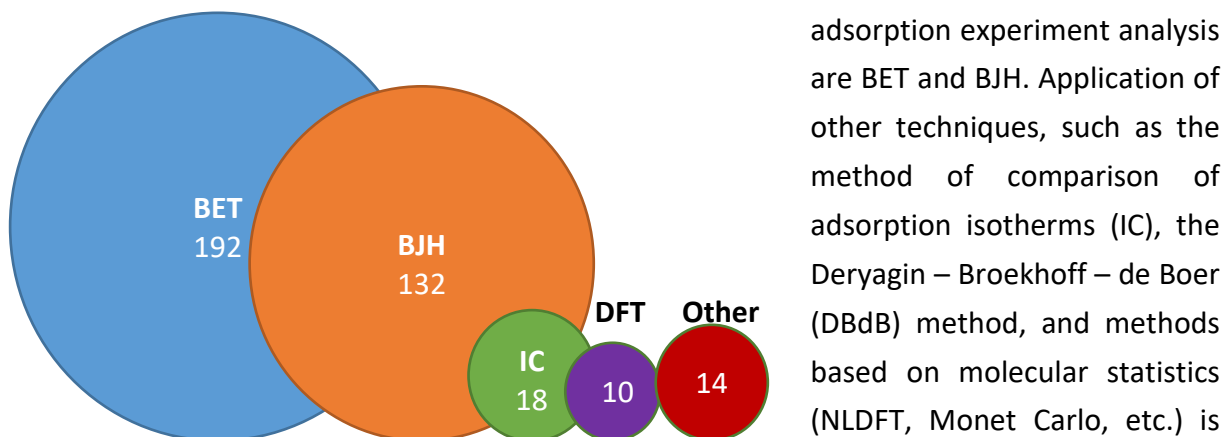 BET
192
BJH
132
IC
18
DFT
10
Other
14
adsorption experiment analysis
are BET and BJH. Application of
other techniques, such as the
method of comparison of
adsorption isotherms (IC), the
Deryagin – Broekhoff – de Boer
(DBdB) method, and methods
based on molecular statistics
(NLDFT, Monet Carlo, etc.) is